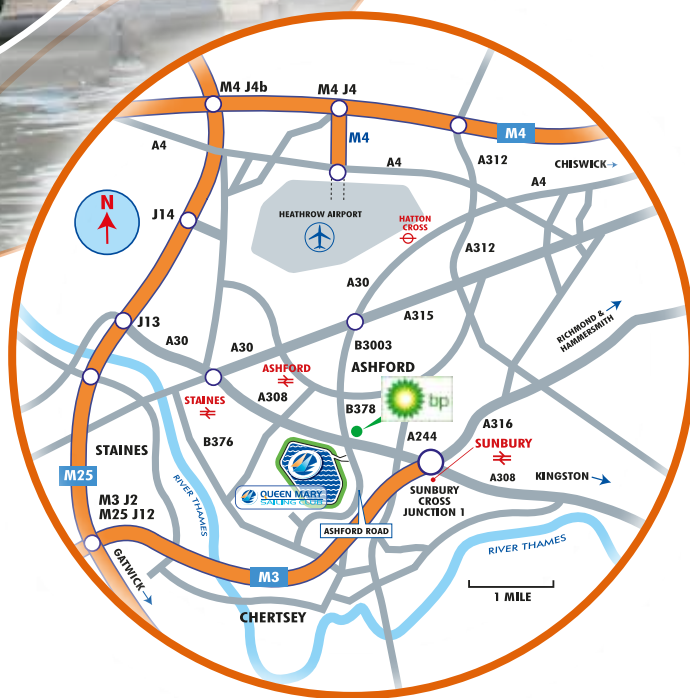 M4 J4b
M4 J4
M4
M4
A4
A4
A312
CHISWICK
A4
N
J14
HEATHROW AIRPORT
HATTON
CROSS
A312
A30
A315
RICHMOND &
HAMMERSMITH
J13
A30
A30
B3003
ASHFORD
ASHFORD
A308
STAINES
B378
bp
B376
A316
A244
SUNBURY
STAINES
M25
QUEEN MARY
SAILING CLUB
SUNBURY
CROSS
JUNCTION 1
A308
KINGSTON
M3 J2
M25 J12
RIVER THAMES
ASHFORD ROAD
RIVER THAMES
GATWICK
M3
1 MILE
CHERTSEY